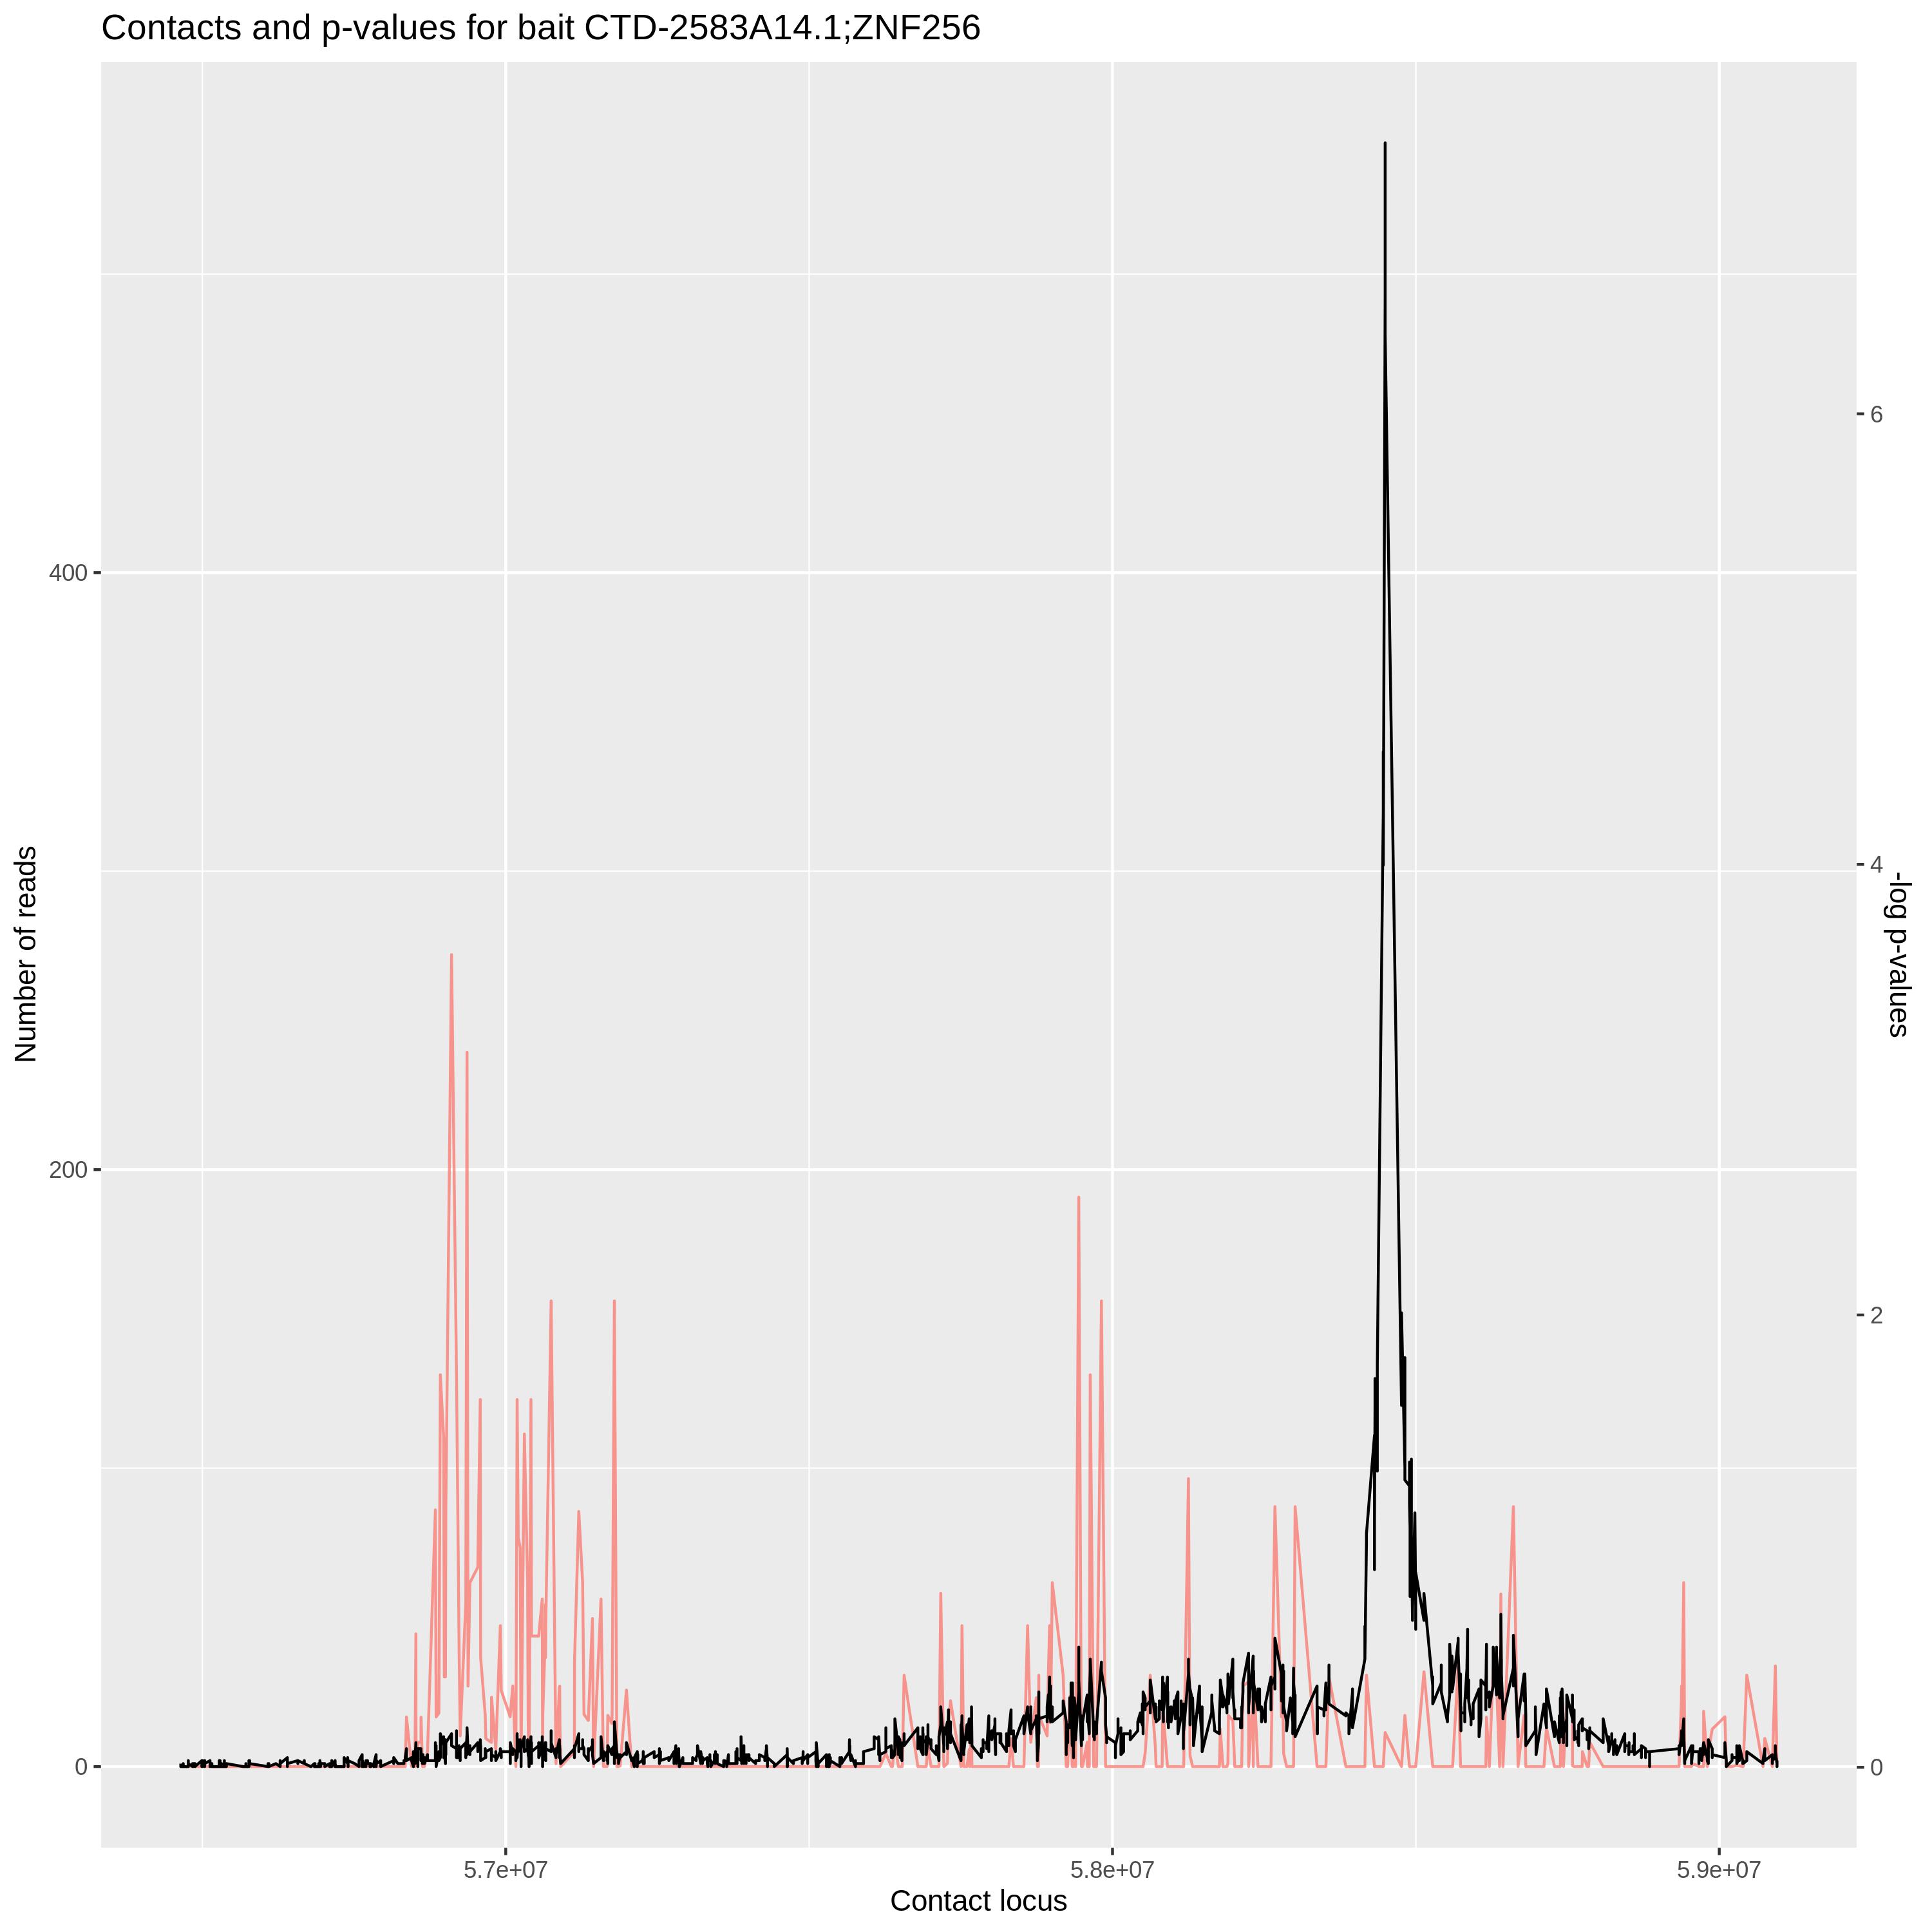 Contacts and p-values for bait CTD-2583A14.1;ZNF256
Number of reads
400
200
0
6
4
2
0
-log p-values
5.7e+07
5.8e+07
5.9e+07
Contact locus